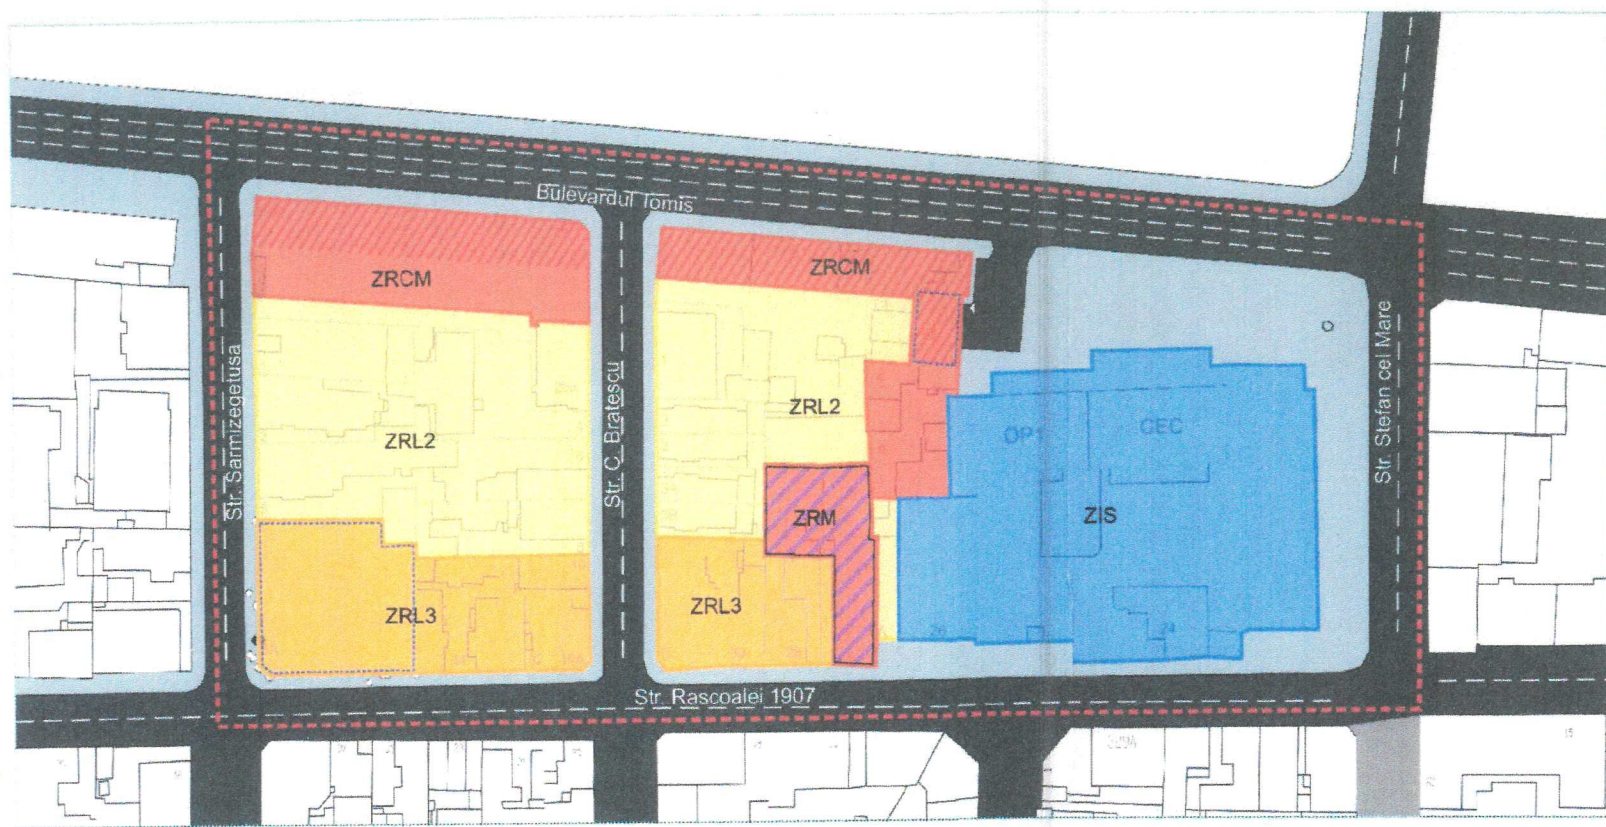 Bulevardul Tomis
ZRCM
ZRCM
Str. Sarmizegetusa
Str. C. Bratescu
Str. Stefan cel Mare
ZRL2
ZRL2
CEC
ZRM
ZIS
ZRL3
ZRL3
24
Str. Rascoalei 1907